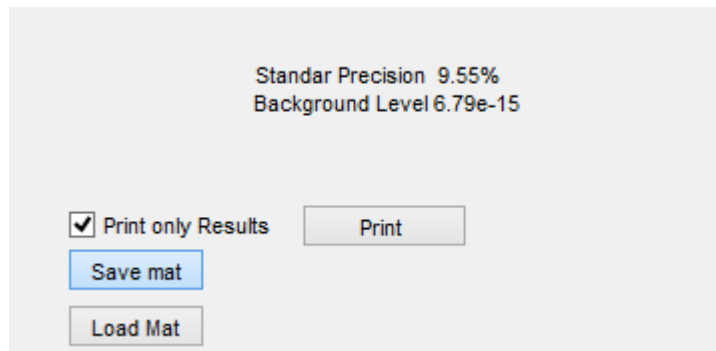 Standar Precision 9.55%
Background Level 6.79e-15
Print only Results Print
Save mat
Load Mat